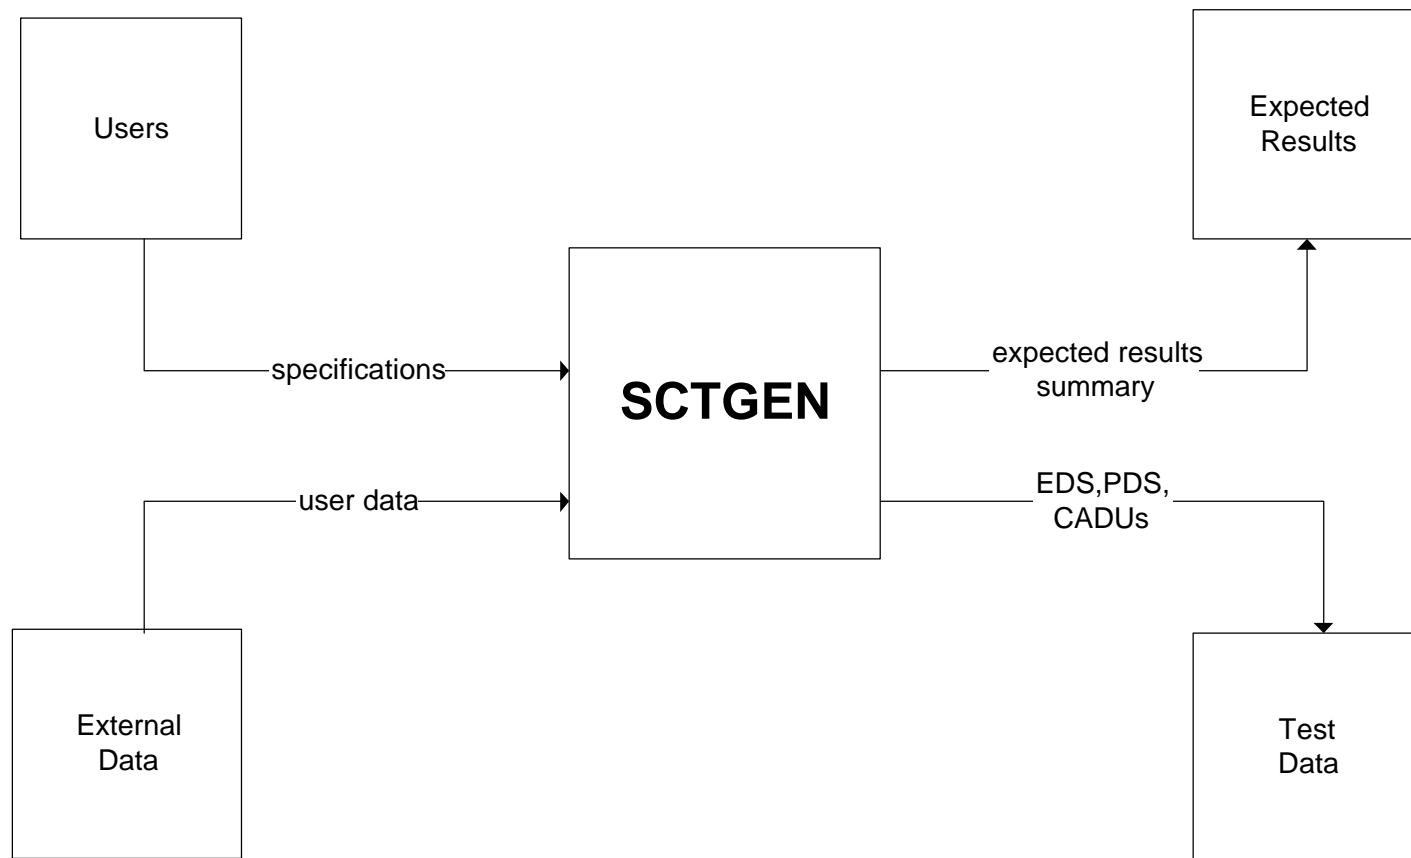 Users
Expected
Results
specifications
SCTGEN
expected results
summary
user data
EDS,PDS,
CADUs
External
Data
Test
Data